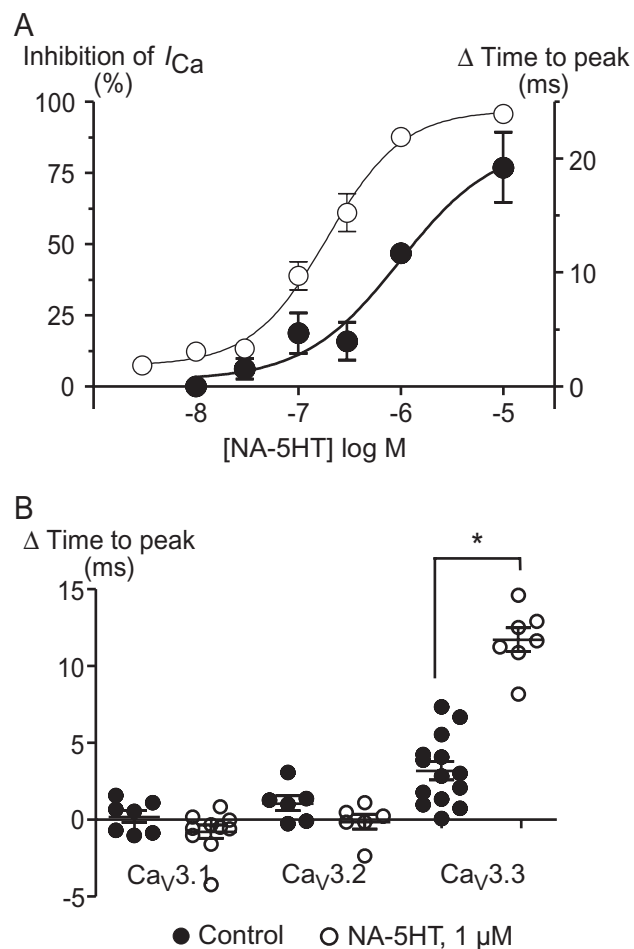 A
Inhibition of ICa
(%)
Δ Time to peak
(ms)
100
75
50
25
0
20
10
0
-8
-7
-6
-5
[NA-5HT] log M
B
Δ Time to peak
(ms)
*
15
10
5
0
-5
CaV3.1
CaV3.2
CaV3.3
Control
NA-5HT, 1 µM